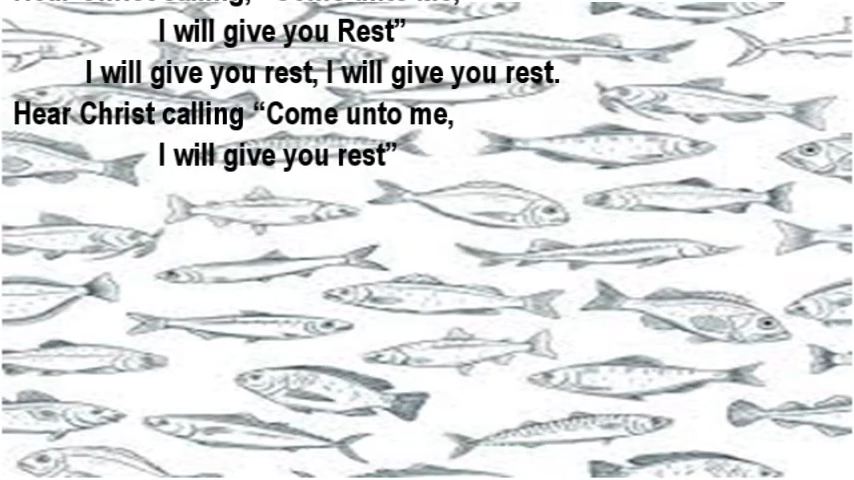 I will give you Rest”
I will give you rest, I will give you rest.
Hear Christ calling “Come unto me,
I will give you rest”